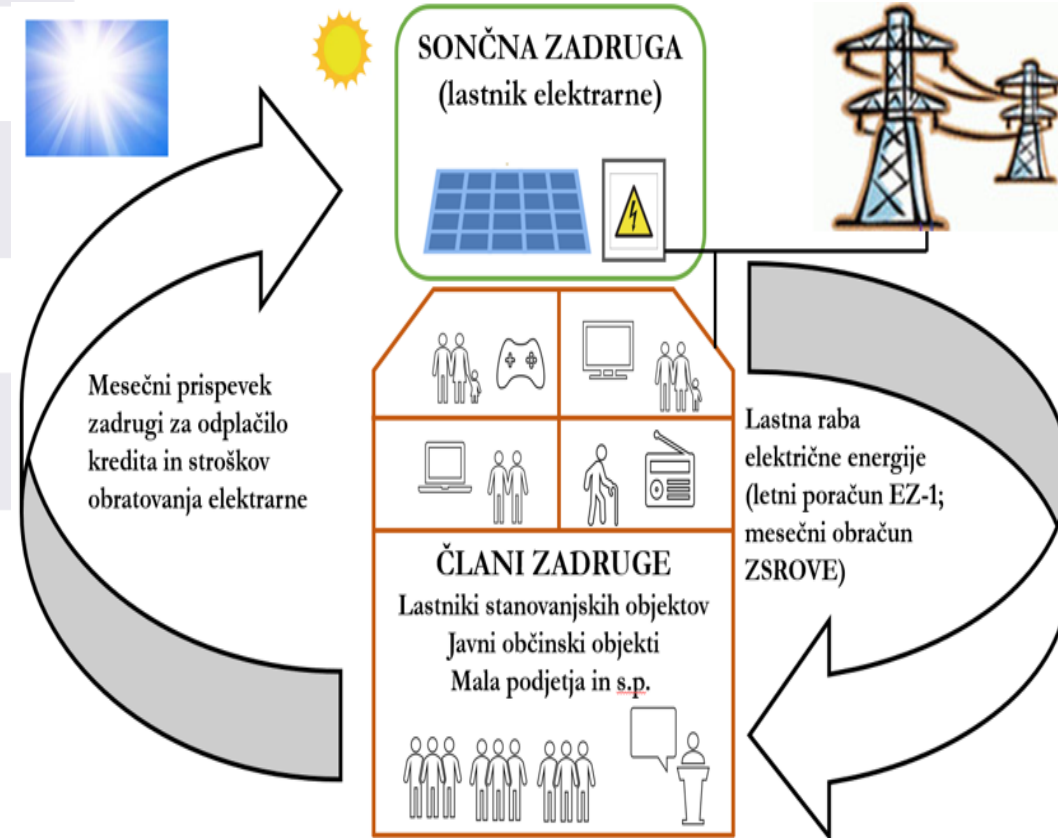 SONČNA ZADRUGA
(lastnik elektrarne)
Mesečni prispevek
zadrugi za odplačilo
kredita in stroškov
obratovanja elektrarne
Lastna raba
električne energije
(letni poračun EZ-1;
mesečni obračun
ZSROVE)
ČLANI ZADRUGE
Lastniki stanovanjskih objektov
Javni občinski objekti
Mala podjetja in s.p.